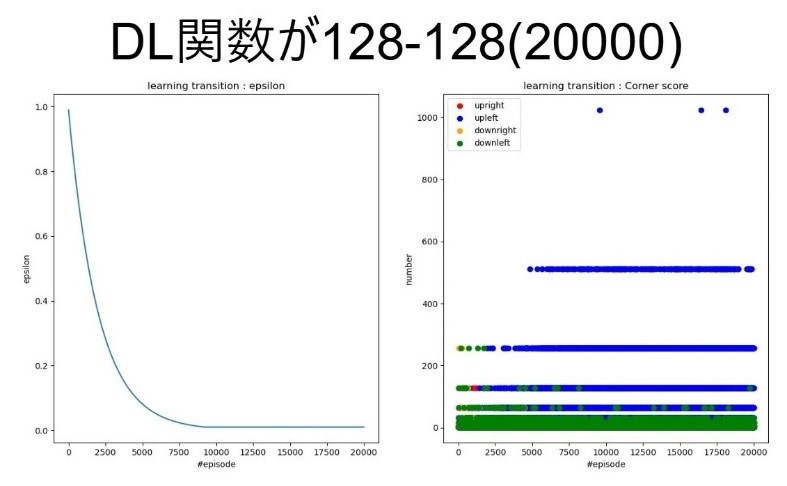 DL関数が128-128(20000)
learning transition : epsilon
1.0
0.8
0.6
0.4
0.2
0.0
epsilon
0
2500
5000
7500
10000
12500
15000
17500
20000
#episode
learning transition : Corner score
upright
upleft
downright
downleft
1000
800
600
400
200
0
number
0
2500
5000
7500
10000
12500
15000
17500
20000
#episode